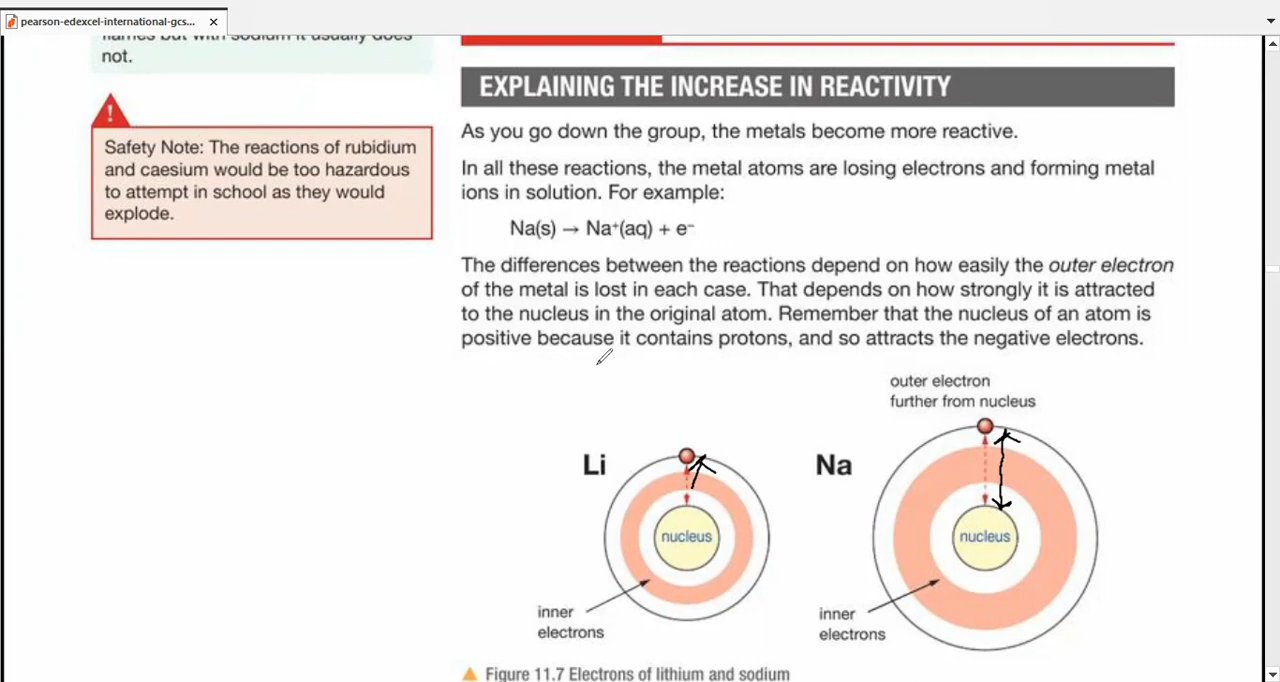 pearson-edexcel-international-gcs...
not.
!
Safety Note: The reactions of rubidium
and caesium would be too hazardous
to attempt in school as they would
explode.
EXPLAINING THE INCREASE IN REACTIVITY
As you go down the group, the metals become more reactive.
In all these reactions, the metal atoms are losing electrons and forming metal
ions in solution. For example:
Na(s) → Na⁺(aq) + e⁻
The differences between the reactions depend on how easily the outer electron
of the metal is lost in each case. That depends on how strongly it is attracted
to the nucleus in the original atom. Remember that the nucleus of an atom is
positive because it contains protons, and so attracts the negative electrons.
outer electron
further from nucleus
Li
Na
nucleus
nucleus
inner
electrons
inner
electrons
Figure 11.7 Electrons of lithium and sodium